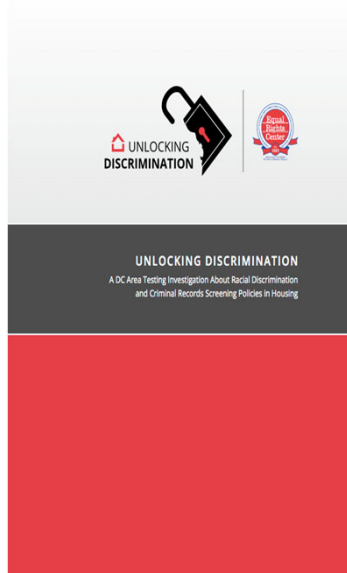 UNLOCKING
DISCRIMINATION
Equal
Rights
Center
UNLOCKING DISCRIMINATION
A DC Area Testing Investigation About Racial Discrimination
and Criminal Records Screening Policies in Housing